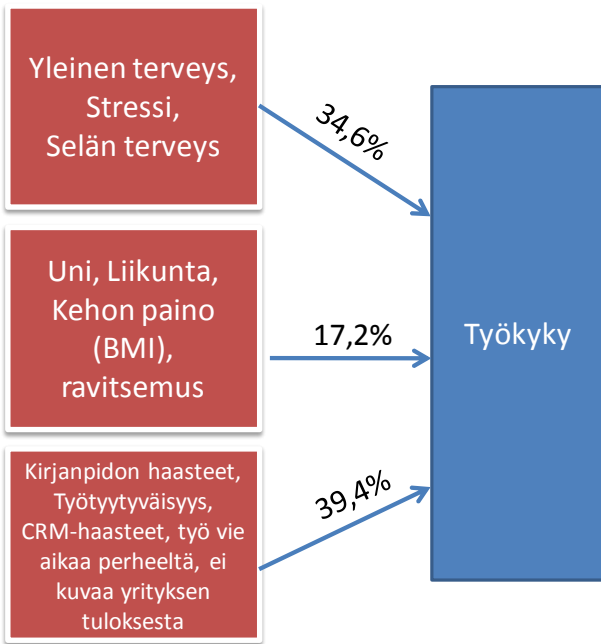 Yleinen terveys,
Stressi,
Selän terveys
34,6%
Uni, Liikunta,
Kehon paino
(BMI),
ravitsemus
17,2%
Työkyky
Kirjanpidon haasteet,
Työtyytyväisyys,
CRM-haasteet, työ vie
aikaa perheeltä, ei
kuvaa yrityksen
tuloksesta
39,4%